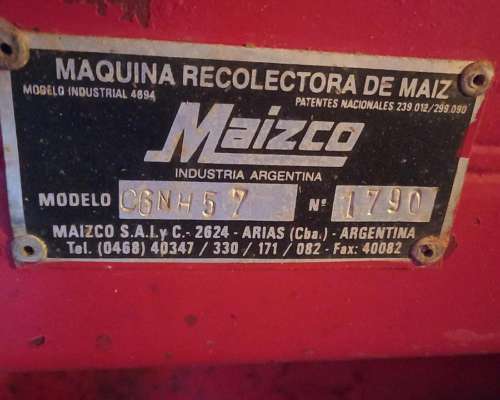 MAQUINA RECOLECTORA DE MAIZ
MODELO INDUSTRIAL 4694 PATENTES NACIONALES 239.012/299.090
Maizco
INDUSTRIA ARGENTINA
MODELO C6NH57 Nº 1790
MAIZCO S.A.I.y C.- 2624 - ARIAS (Cba.) - ARGENTINA
Tel. (0468) 40347 / 330 / 171 / 082 - Fax: 40082